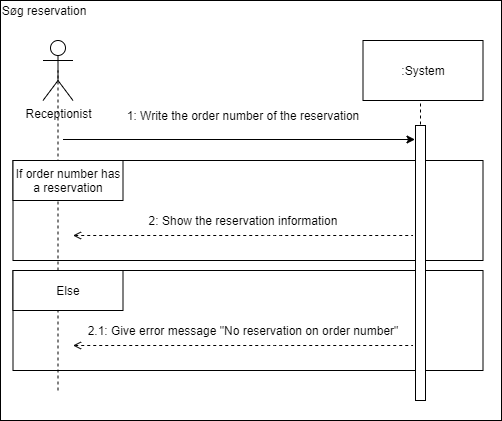 Søg reservation
:System
Receptionist
1: Write the order number of the reservation
If order number has
a reservation
2: Show the reservation information
Else
2.1: Give error message "No reservation on order number"